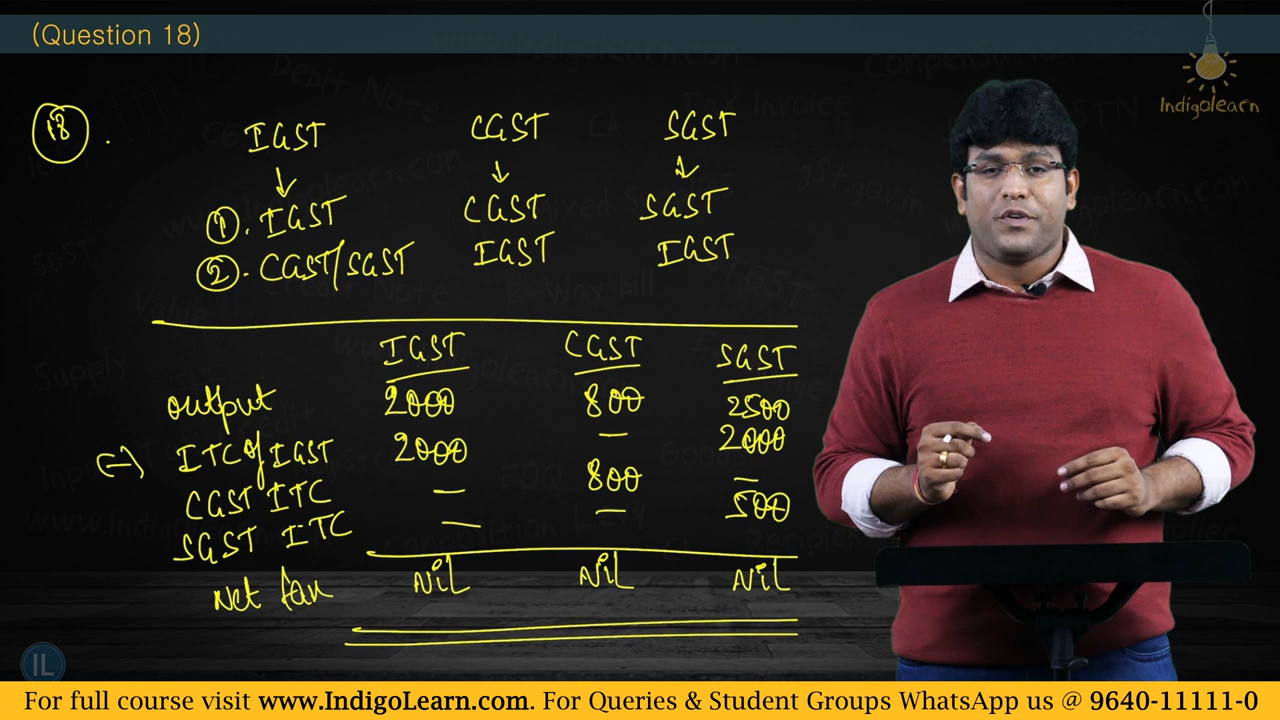 (Question 18)
Indigolearn
18.
IGST CGST SGST
↓ ↓ ↓
①. IGST CGST SGST
②. CGST/SGST IGST IGST
IGST CGST SGST
output 2000 800 2500
(-) ITC of IGST 2000 — 2000
CGST ITC — 800 —
SGST ITC — — 500
Net tax Nil Nil Nil
IL
For full course visit www.IndigoLearn.com. For Queries & Student Groups WhatsApp us @ 9640-11111-0